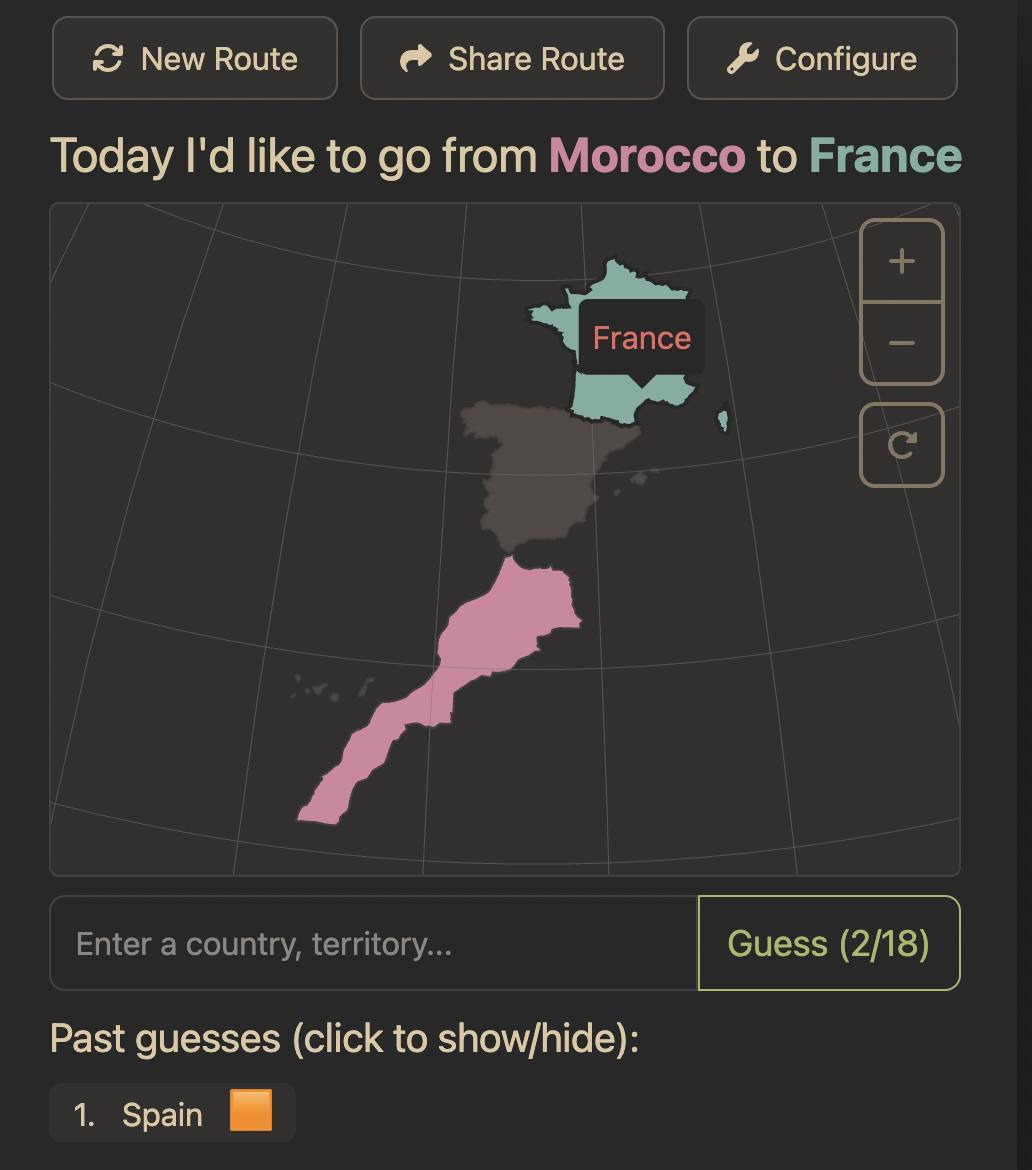 New Route
Share Route
Configure
Today I'd like to go from Morocco to France
+
France
−
Enter a country, territory...
Guess (2/18)
Past guesses (click to show/hide):
1. Spain